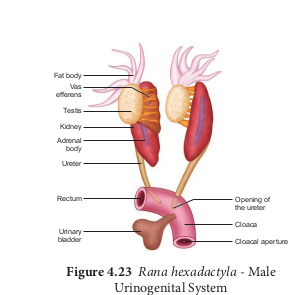 Fat body
Vas
efferens
Testis
Kidney
Adrenal
body
Ureter
Rectum
Urinary
bladder
Opening of
the ureter
Cloaca
Cloacal aperture
Figure 4.23 Rana hexadactyla - Male
Urinogenital System